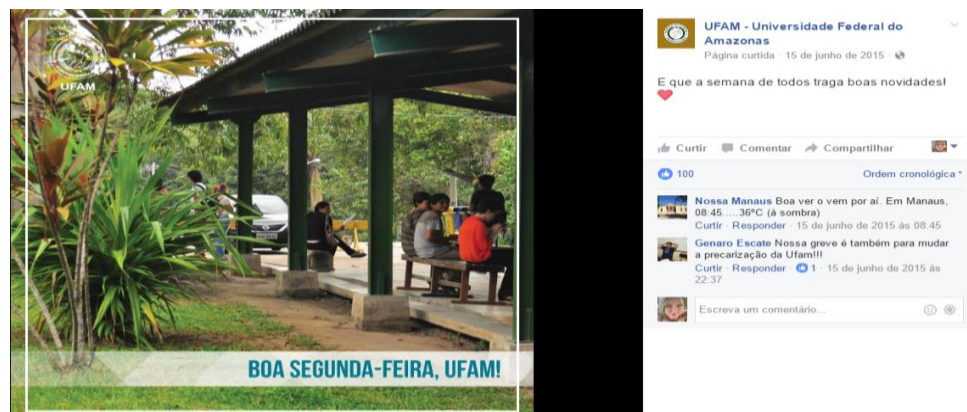 UFAM
BOA SEGUNDA-FEIRA, UFAM!
UFAM - Universidade Federal do
Amazonas
Página curtida · 15 de junho de 2015 ·
E que a semana de todos traga boas novidades!
Curtir Comentar Compartilhar
100 Ordem cronológica
Nossa Manaus Boa ver o vem por aí. Em Manaus,
08:45.....36ºC (á sombra)
Curtir · Responder · 15 de junho de 2015 às 08:45
Genaro Escate Nossa greve é também para mudar
a precarização da Ufam!!!
Curtir · Responder · 1 · 15 de junho de 2015 às
22:37
Escreva um comentário...